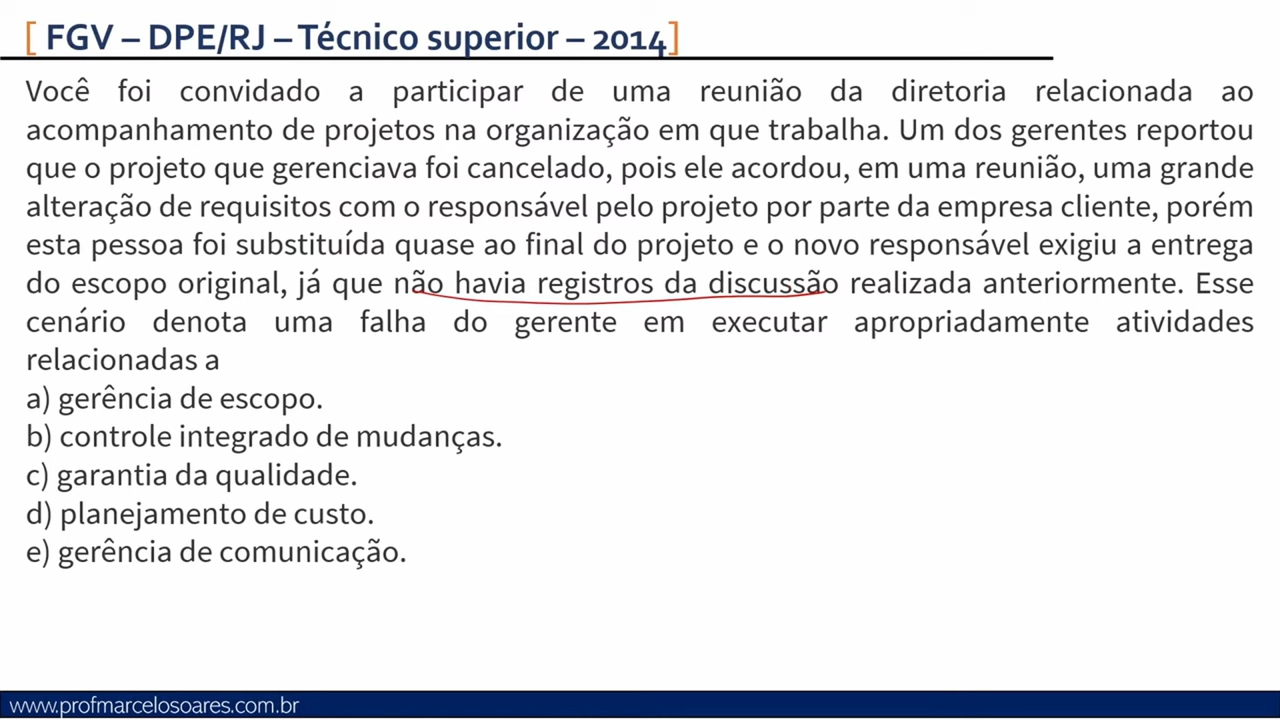 [ FGV – DPE/RJ – Técnico superior – 2014]
Você foi convidado a participar de uma reunião da diretoria relacionada ao
acompanhamento de projetos na organização em que trabalha. Um dos gerentes reportou
que o projeto que gerenciava foi cancelado, pois ele acordou, em uma reunião, uma grande
alteração de requisitos com o responsável pelo projeto por parte da empresa cliente, porém
esta pessoa foi substituída quase ao final do projeto e o novo responsável exigiu a entrega
do escopo original, já que não havia registros da discussão realizada anteriormente. Esse
cenário denota uma falha do gerente em executar apropriadamente atividades
relacionadas a
a) gerência de escopo.
b) controle integrado de mudanças.
c) garantia da qualidade.
d) planejamento de custo.
e) gerência de comunicação.
www.profmarcelosoares.com.br